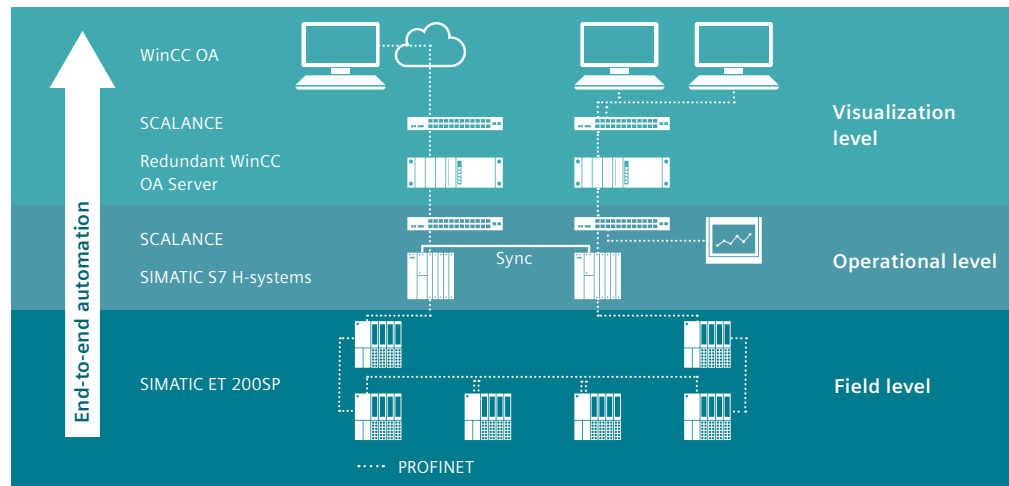 WinCC OA
SCALANCE
Redundant WinCC
OA Server
Visualization
level
SCALANCE
Sync
SIMATIC S7 H-systems
Operational level
SIMATIC ET 200SP
Field level
PROFINET
End-to-end automation